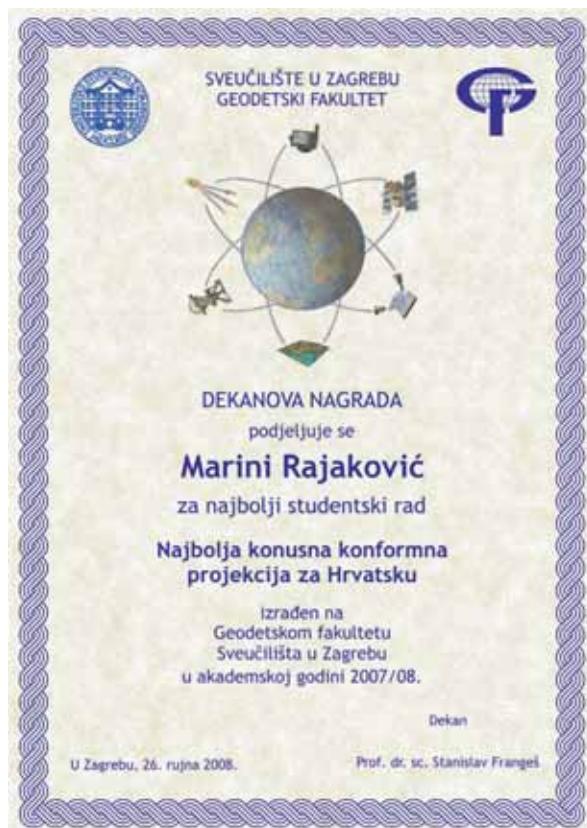 SVEUČILIŠTE U ZAGREBU
GEODETSKI FAKULTET
DEKANOVA NAGRADA
podjeljuje se
Marini Rajaković
za najbolji studentski rad
Najbolja konusna konformna
projekcija za Hrvatsku
izrađen na
Geodetskom fakultetu
Sveučilišta u Zagrebu
u akademskoj godini 2007/08.
Dekan
U Zagrebu, 26. rujna 2008.
Prof. dr. sc. Stanislav Frangeš